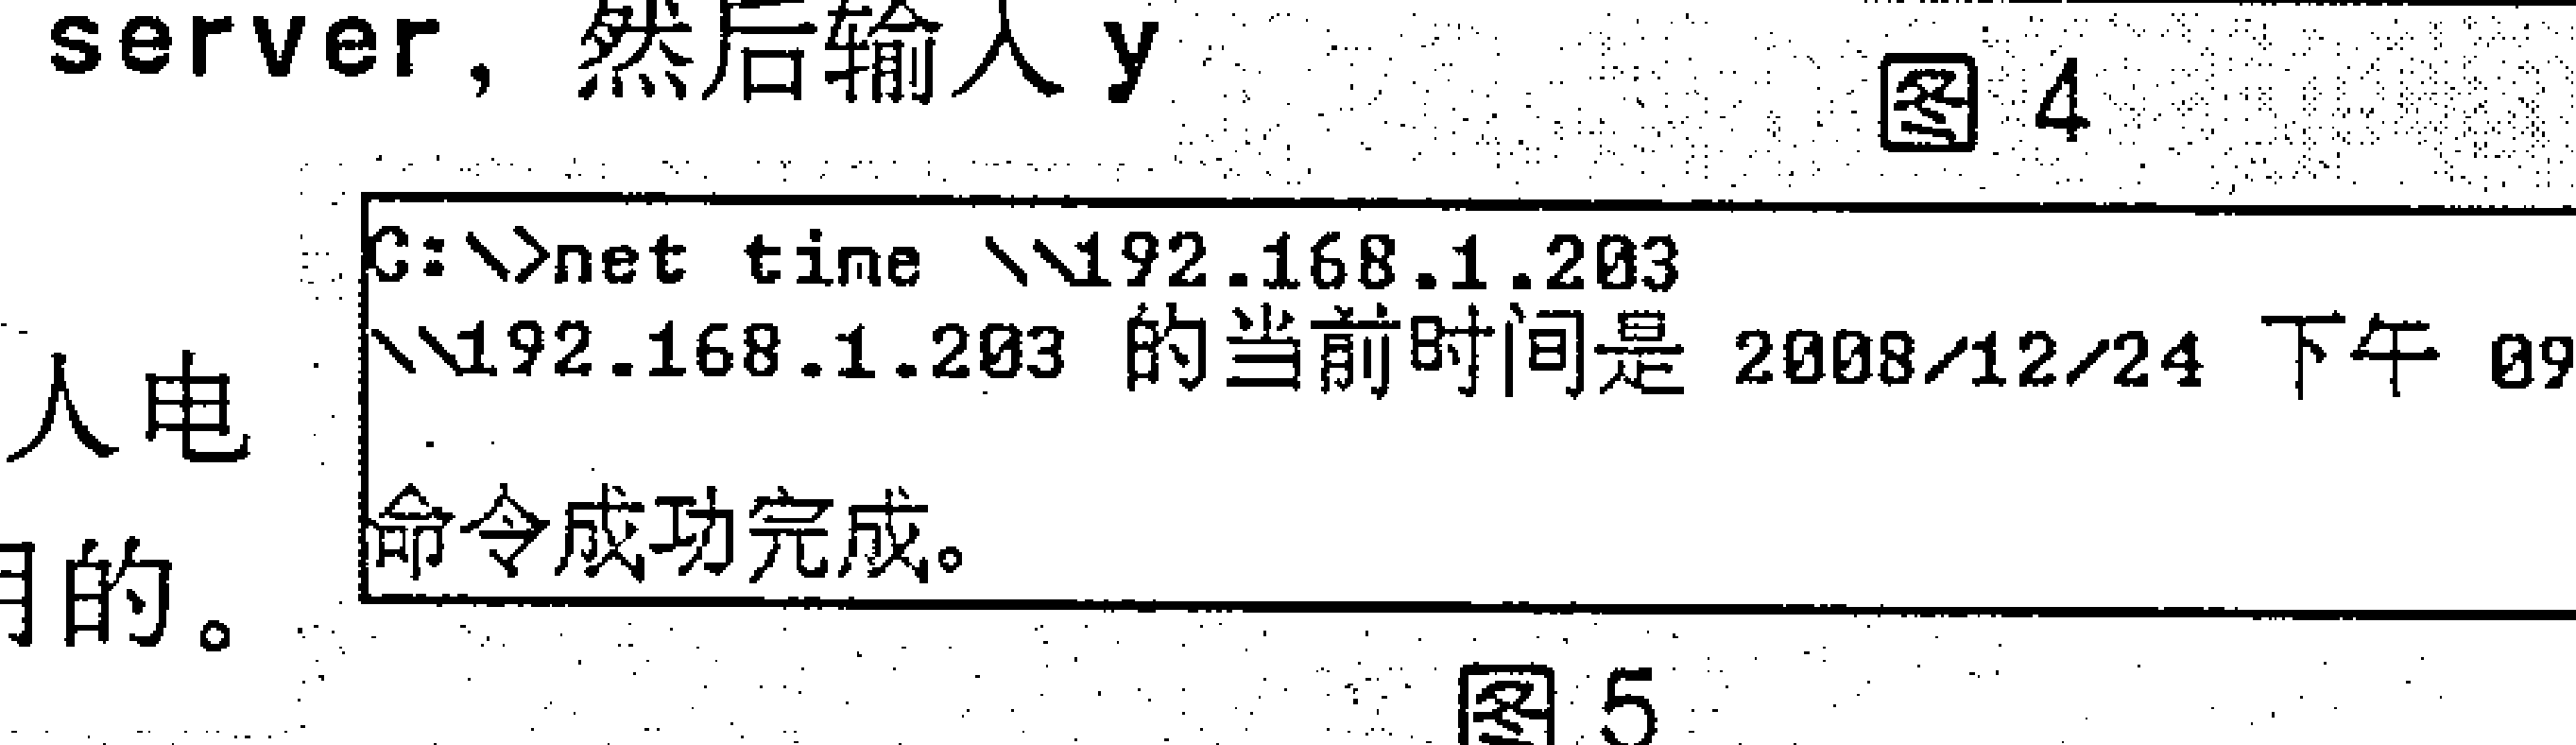 server，然后输入 y
图 4
C:\>net time \\192.168.1.203
\\192.168.1.203 的当前时间是 2008/12/24 下午 09
人电
命令成功完成。
的。
图 5